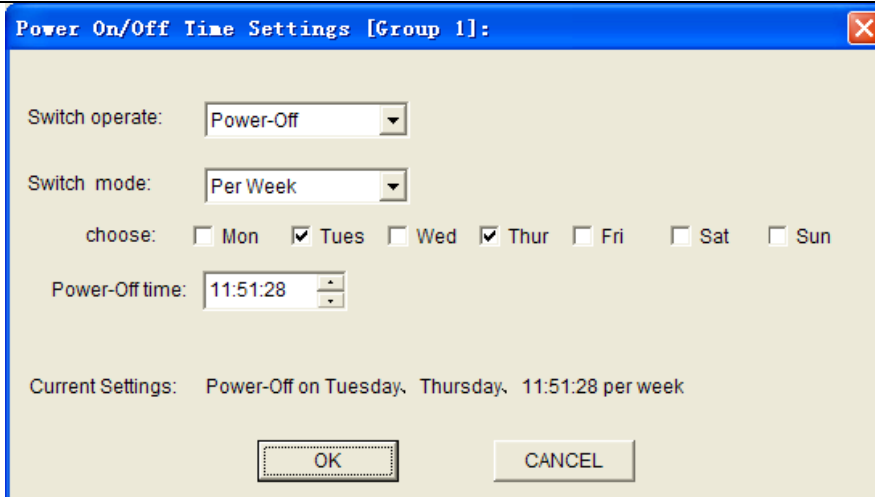 Power On/Off Time Settings [Group 1]:
Switch operate: Power-Off
Switch mode: Per Week
choose: Mon Tues Wed Thur Fri Sat Sun
Power-Off time: 11:51:28
Current Settings: Power-Off on Tuesday、Thursday、11:51:28 per week
OK CANCEL